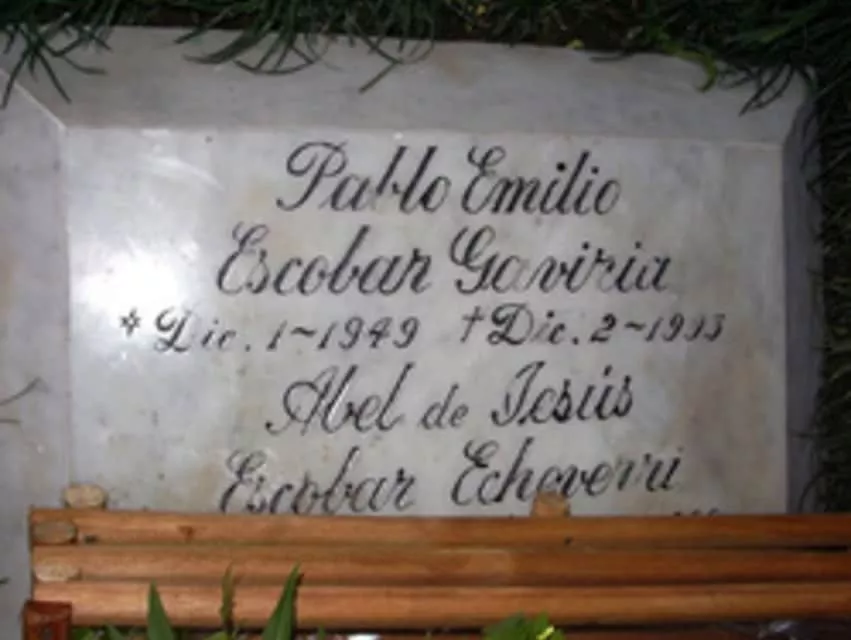 Pablo Emilio
Escobar Gaviria
* Dic. 1~1949 †Dic. 2~1993
Abel de Jesús
Escobar Echeverri